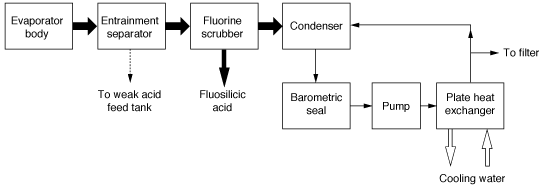 Evaporator
body
Entrainment
separator
Fluorine
scrubber
Condenser
To filter
To weak acid
feed tank
Fluosilicic
acid
Barometric
seal
Pump
Plate heat
exchanger
Cooling water